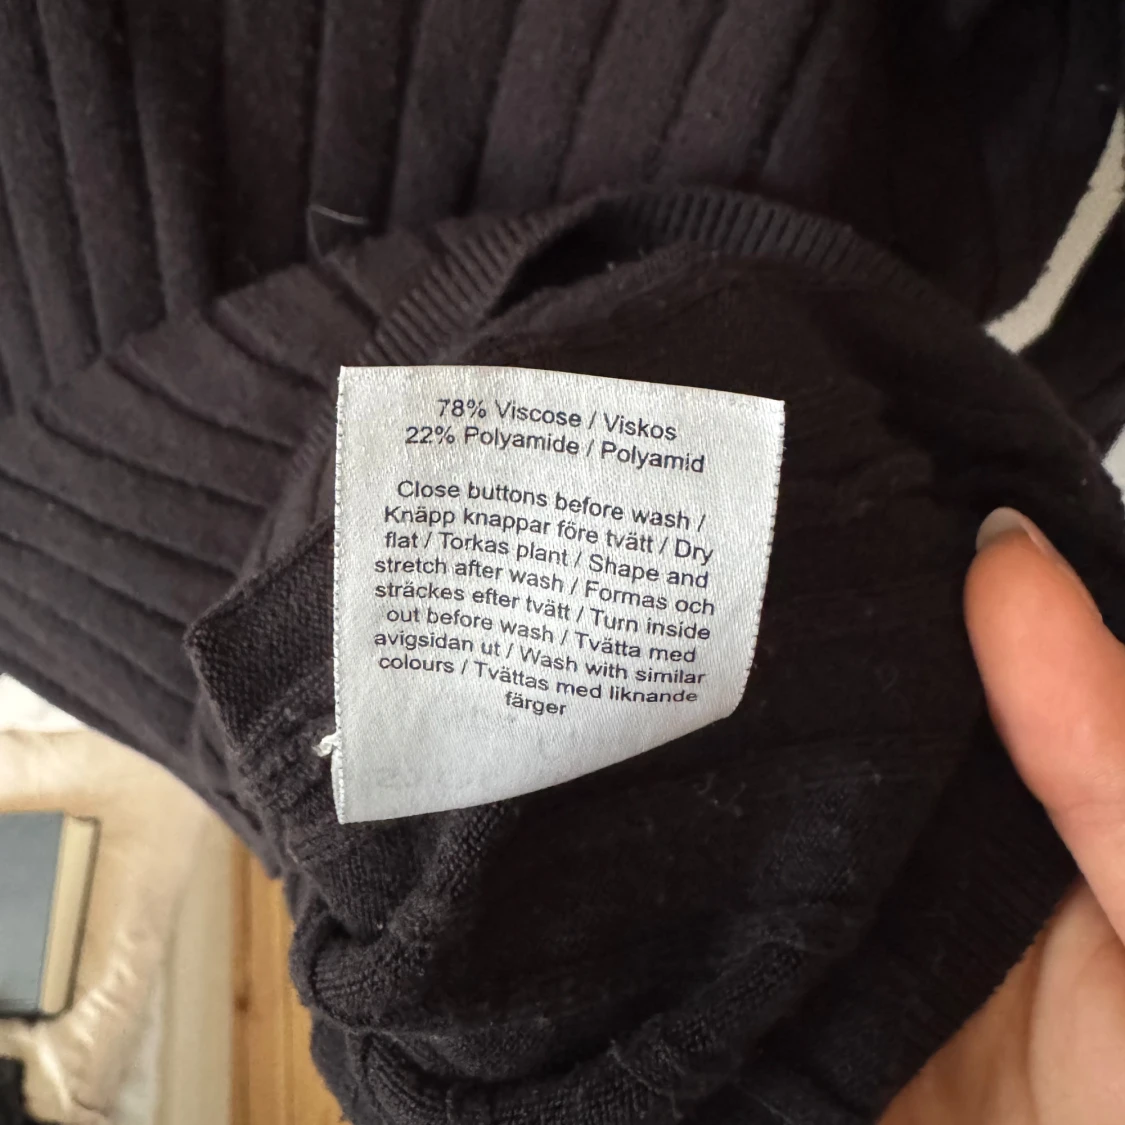 78% Viscose / Viskos
22% Polyamide / Polyamid
Close buttons before wash /
Knäpp knappar före tvätt / Dry
flat / Torkas plant / Shape and
stretch after wash / Formas och
sträckes efter tvätt / Turn inside
out before wash / Tvätta med
avigsidan ut / Wash with similar
colours / Tvättas med liknande
färger